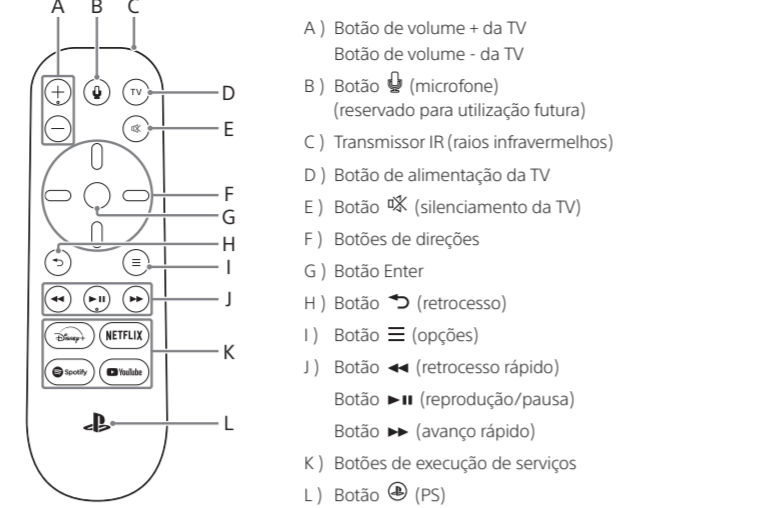 A B C
TV
D
E
F
G
H
I
J
Disney+ NETFLIX
K
Spotify YouTube
L
A ) Botão de volume + da TV
Botão de volume - da TV
B ) Botão (microfone)
(reservado para utilização futura)
C ) Transmissor IR (raios infravermelhos)
D ) Botão de alimentação da TV
E ) Botão (silenciamento da TV)
F ) Botões de direções
G ) Botão Enter
H ) Botão (retrocesso)
I ) Botão (opções)
J ) Botão (retrocesso rápido)
Botão (reprodução/pausa)
Botão (avanço rápido)
K ) Botões de execução de serviços
L ) Botão (PS)